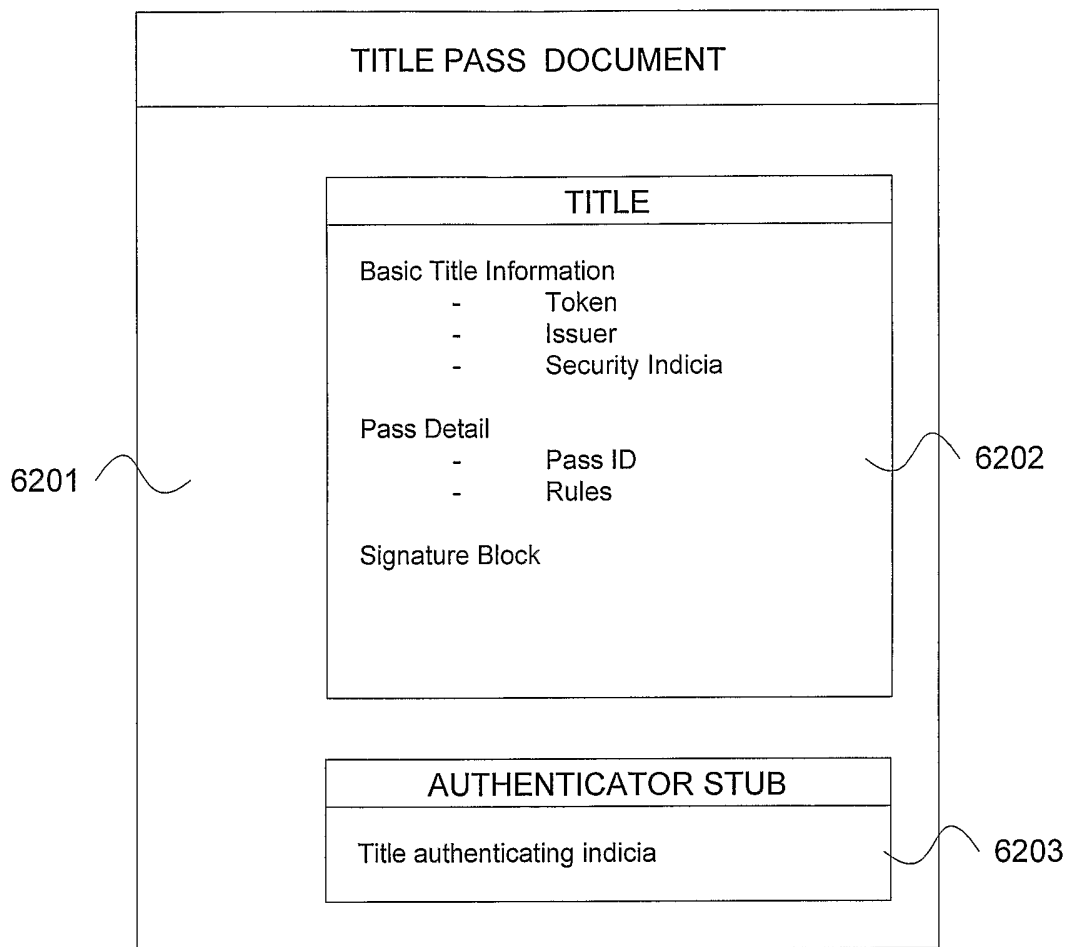 TITLE PASS DOCUMENT
TITLE
Basic Title Information
- Token
- Issuer
- Security Indicia
Pass Detail
- Pass ID
- Rules
Signature Block
6201
6202
AUTHENTICATOR STUB
Title authenticating indicia
6203